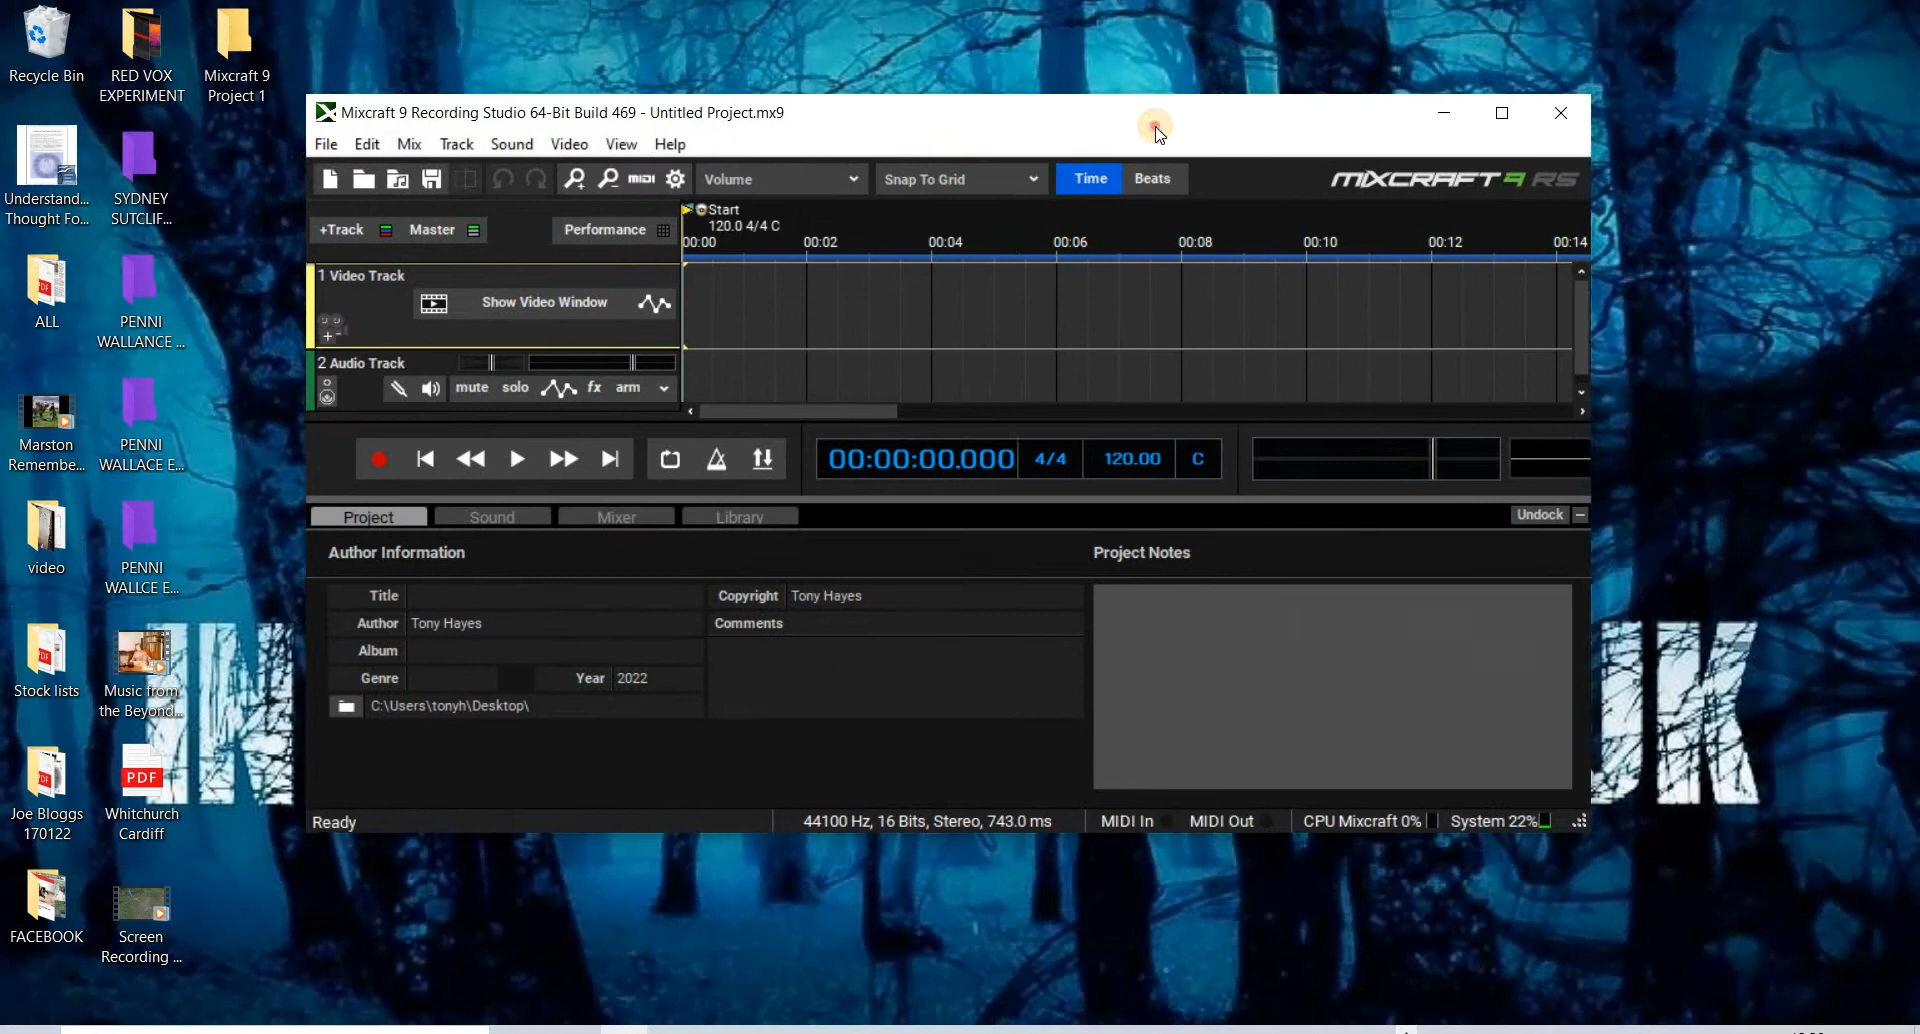 Recycle Bin
RED VOX
EXPERIMENT
Mixcraft 9
Project 1
Understand...
Thought Fo...
SYDNEY
SUTCLIF...
ALL
PENNI
WALLANCE ...
Marston
Remembe...
PENNI
WALLACE E...
video
PENNI
WALLCE E...
Stock lists
Music from
the Beyond...
Joe Bloggs
170122
PDF
Whitchurch
Cardiff
FACEBOOK
Screen
Recording ...
Mixcraft 9 Recording Studio 64-Bit Build 469 - Untitled Project.mx9
File Edit Mix Track Sound Video View Help
MIDI Volume Snap To Grid Time Beats MIXCRAFT 9 RS
+Track Master Performance
Start
120.0 4/4 C
00:00 00:02 00:04 00:06 00:08 00:10 00:12 00:14
1 Video Track
Show Video Window
2 Audio Track
mute solo fx arm
00:00:00.000 4/4 120.00 C
Project Sound Mixer Library Undock
Author Information Project Notes
Title Copyright Tony Hayes
Author Tony Hayes Comments
Album
Genre Year 2022
C:\Users\tonyh\Desktop\
Ready 44100 Hz, 16 Bits, Stereo, 743.0 ms MIDI In MIDI Out CPU Mixcraft 0% System 22%